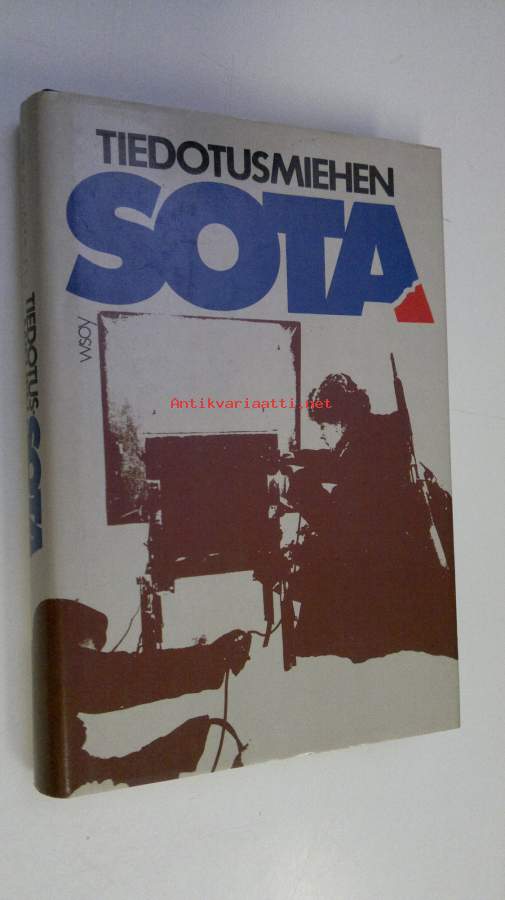 TIEDOTUSMIEHEN
SOTA
wsoy
Antikvariaatti.net
TIEDOTUS-
SOTA